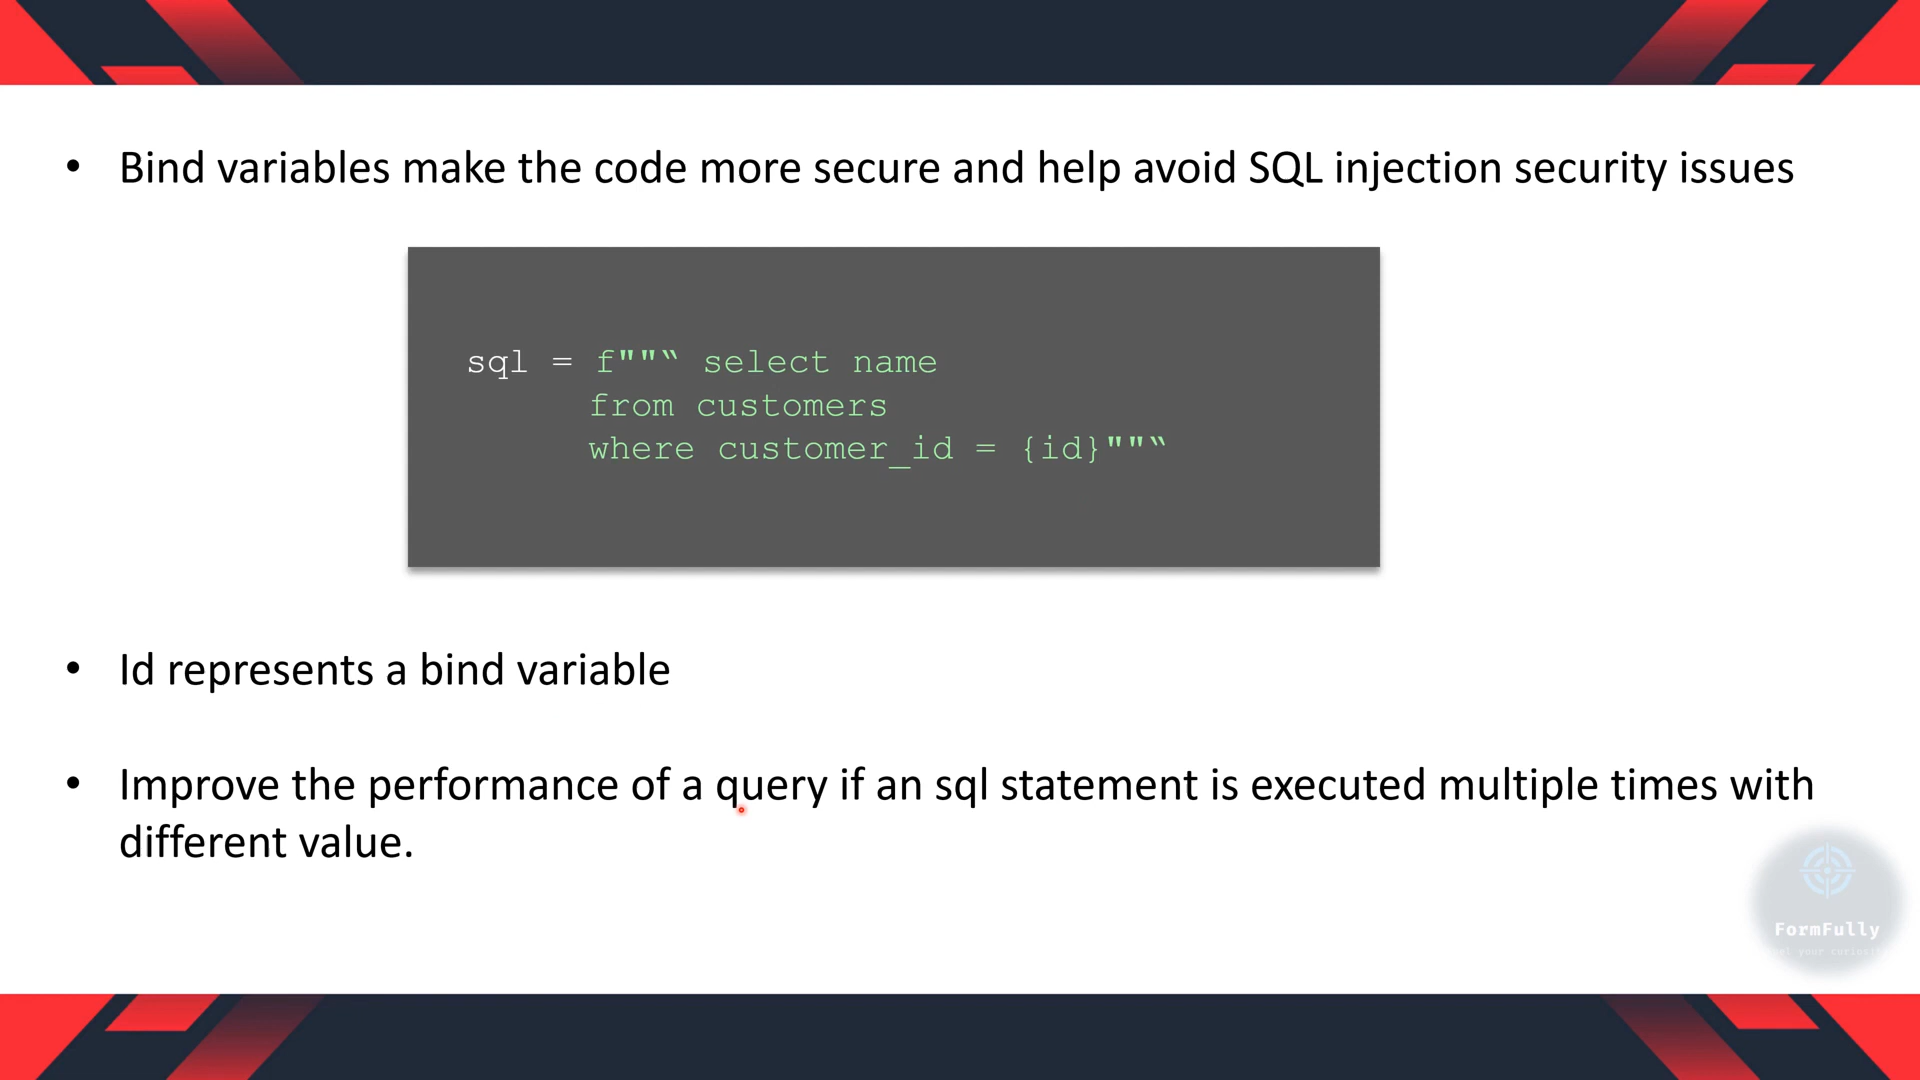 • Bind variables make the code more secure and help avoid SQL injection security issues
sql = f""“ select name
from customers
where customer_id = {id}""“
• Id represents a bind variable
• Improve the performance of a query if an sql statement is executed multiple times with
different value.
FormFully
your